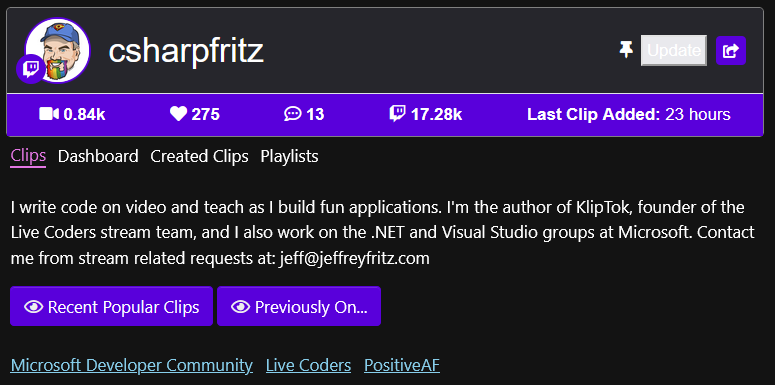 csharpfritz
Update
0.84k 275 13 17.28k Last Clip Added: 23 hours
Clips Dashboard Created Clips Playlists
I write code on video and teach as I build fun applications. I'm the author of KlipTok, founder of the
Live Coders stream team, and I also work on the .NET and Visual Studio groups at Microsoft. Contact
me from stream related requests at: jeff@jeffreyfritz.com
Recent Popular Clips Previously On...
Microsoft Developer Community Live Coders PositiveAF